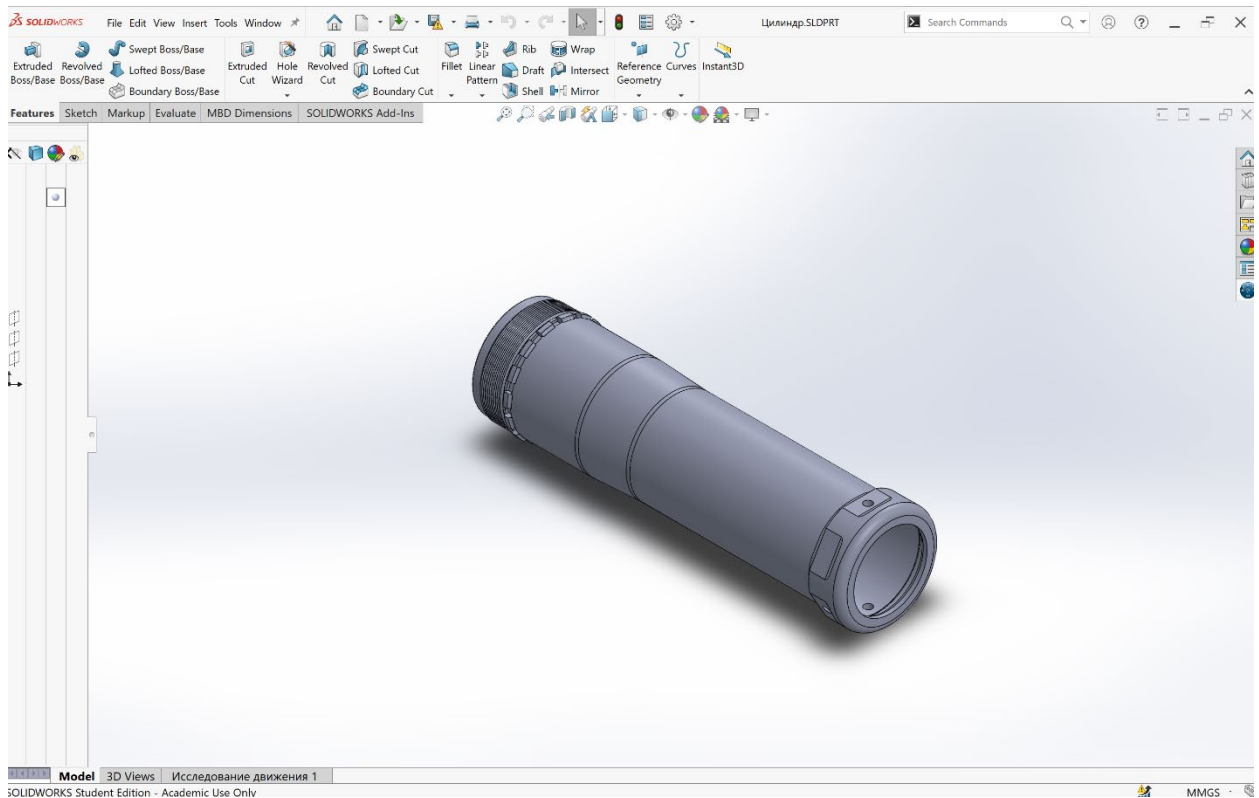 SOLIDWORKS File Edit View Insert Tools Window Цилиндр.SLDPRT Search Commands
Extruded Boss/Base Revolved Boss/Base Swept Boss/Base Lofted Boss/Base Boundary Boss/Base Extruded Cut Hole Wizard Revolved Cut Swept Cut Lofted Cut Boundary Cut Fillet Linear Pattern Rib Draft Shell Wrap Intersect Mirror Reference Geometry Curves Instant3D
Features Sketch Markup Evaluate MBD Dimensions SOLIDWORKS Add-Ins
Model 3D Views Исследование движения 1
SOLIDWORKS Student Edition - Academic Use Only MMGS